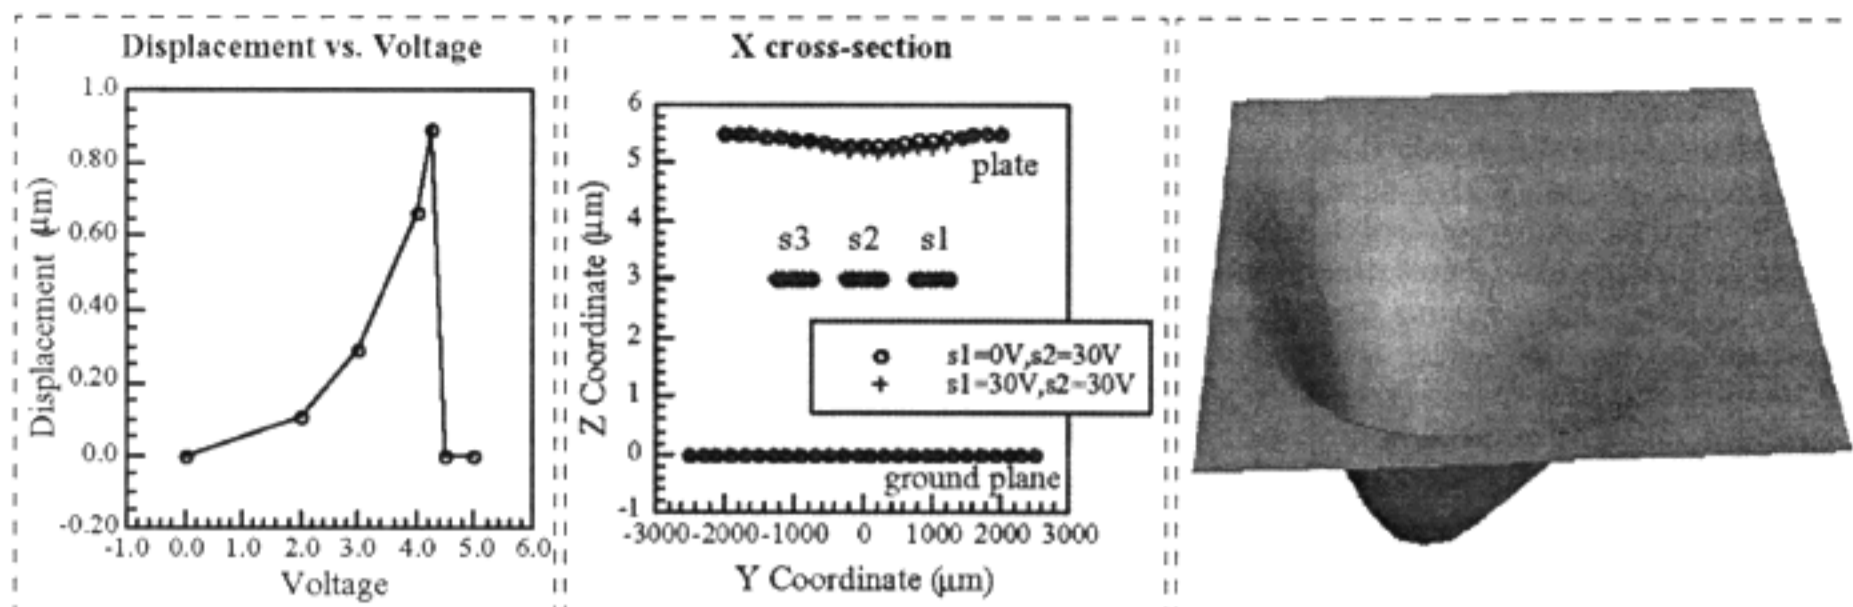 Displacement vs. Voltage
1.0
0.80
0.60
0.40
0.20
0.0
-0.20
-1.0 0.0 1.0 2.0 3.0 4.0 5.0 6.0
Voltage
Displacement (μm)
X cross-section
6
5
4
3
2
1
0
-1
plate
s3 s2 s1
s1=0V,s2=30V
s1=30V,s2=30V
ground plane
-3000 -2000 -1000 0 1000 2000 3000
Y Coordinate (μm)
Z Coordinate (μm)